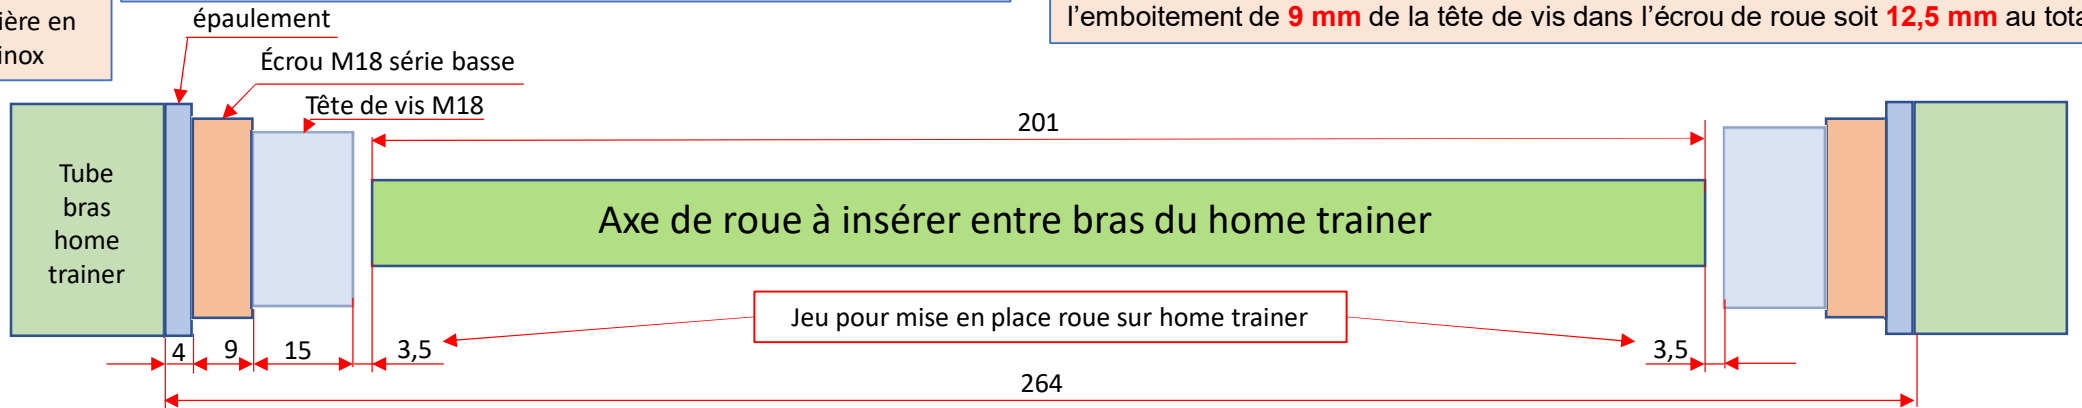 ière en
inox
épaulement
l'emboitement de 9 mm de la tête de vis dans l'écrou de roue soit 12,5 mm au tota
Écrou M18 série basse
Tête de vis M18
201
Tube
bras
home
trainer
Axe de roue à insérer entre bras du home trainer
Jeu pour mise en place roue sur home trainer
4
9
15
3,5
3,5
264